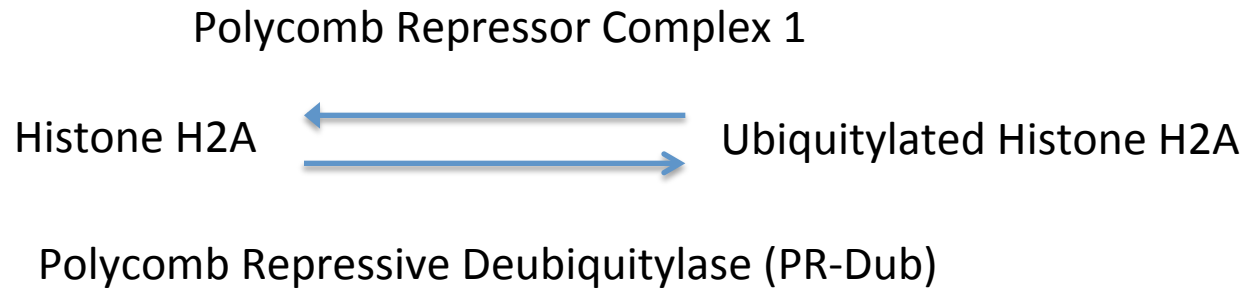 Polycomb Repressor Complex 1
Histone H2A
Ubiquitylated Histone H2A
Polycomb Repressive Deubiquitylase (PR-Dub)